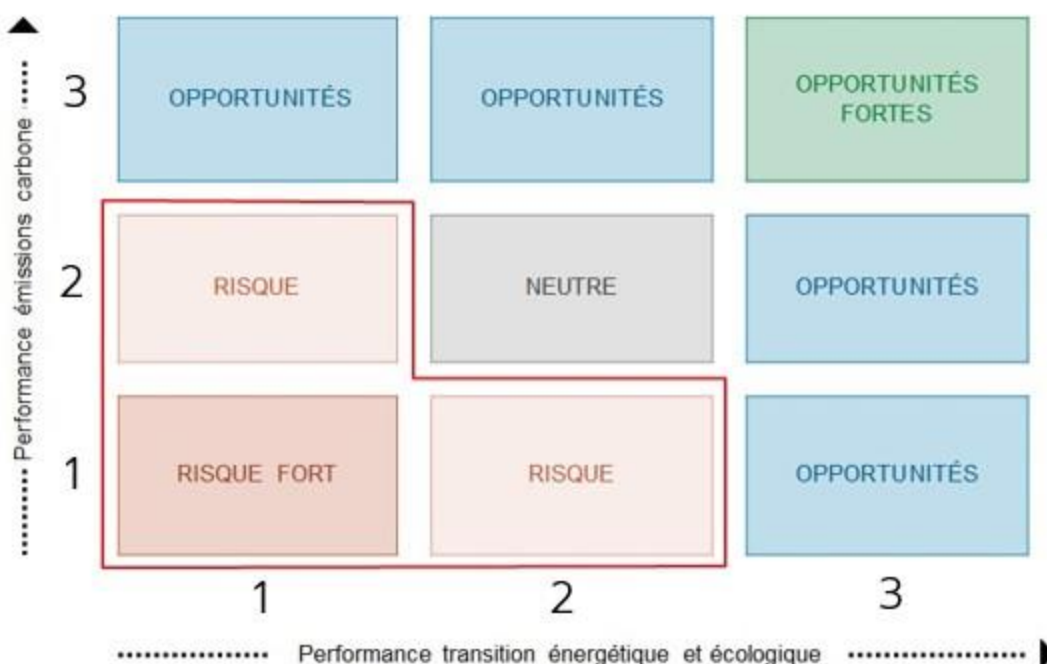 3
OPPORTUNITÉS
OPPORTUNITÉS
OPPORTUNITÉS
FORTES
2
RISQUE
NEUTRE
OPPORTUNITÉS
1
RISQUE FORT
RISQUE
OPPORTUNITÉS
1
2
3
Performance émissions carbone
Performance transition énergétique et écologique